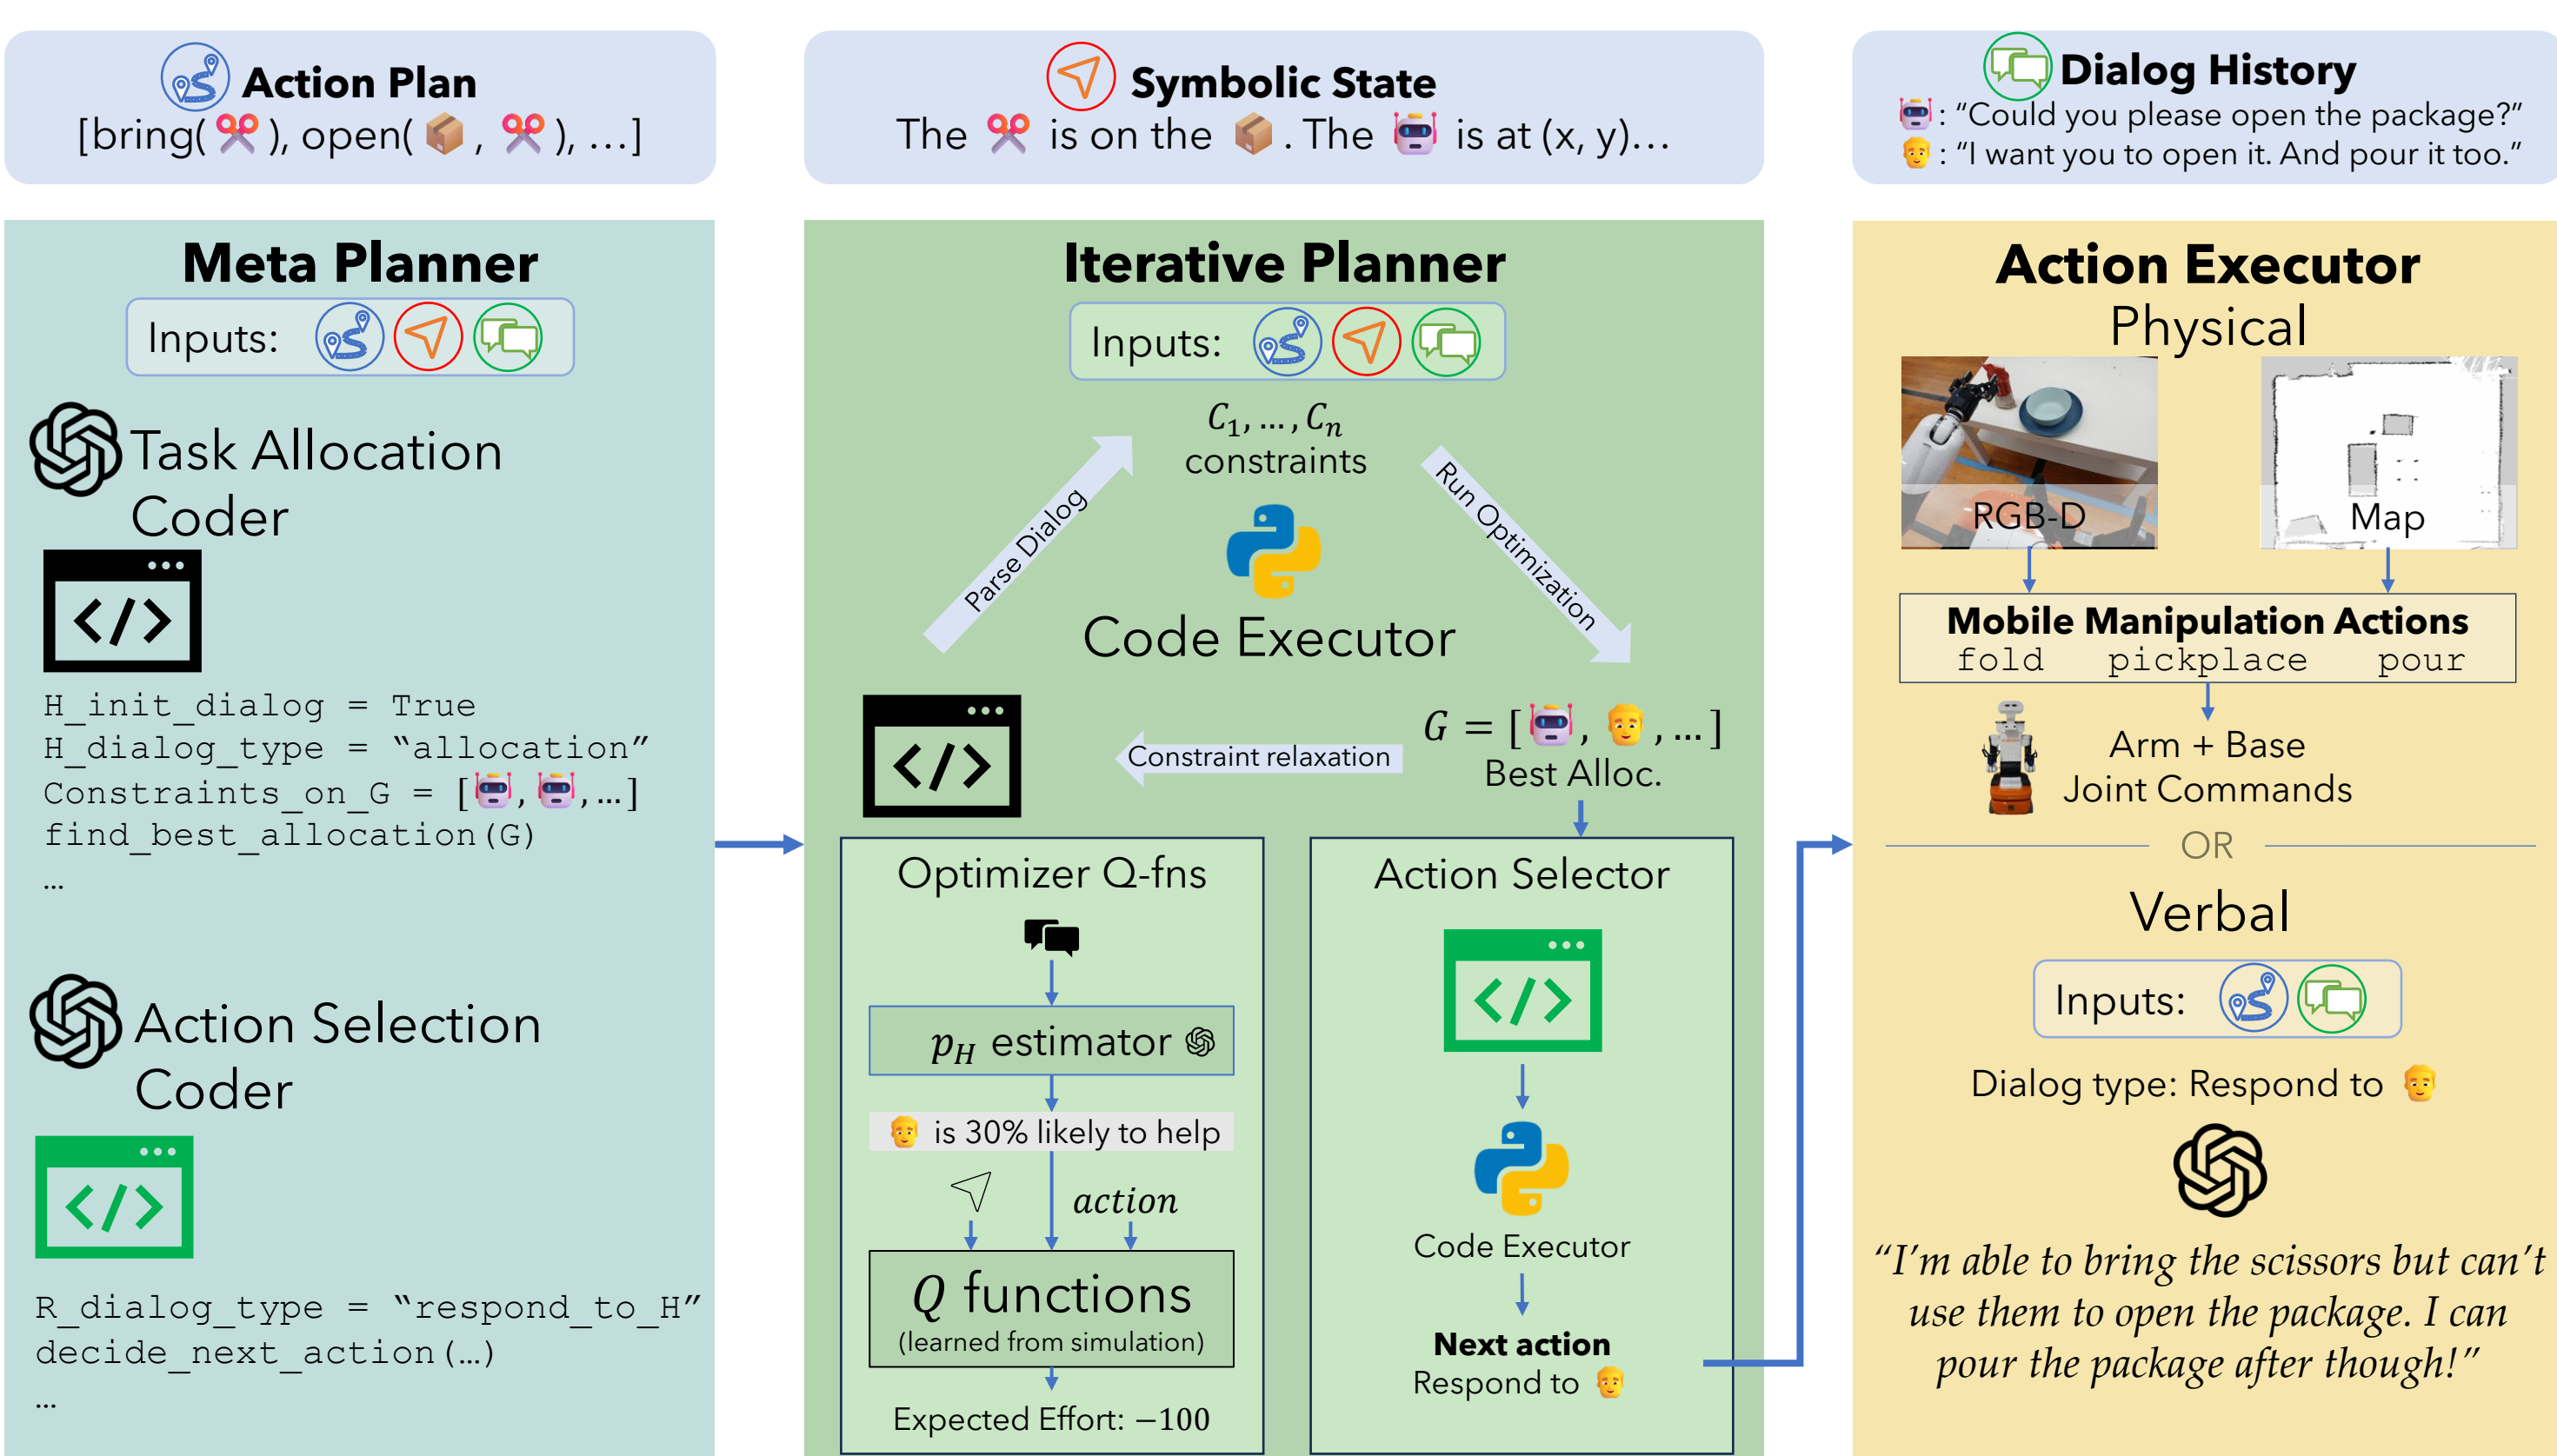 Action Plan
[bring( ), open( , ), ...]
Symbolic State
The is on the . The is at (x, y)...
Dialog History
: “Could you please open the package?”
: “I want you to open it. And pour it too.”
Meta Planner
Inputs:
Task Allocation
Coder
</>
H_init_dialog = True
H_dialog_type = “allocation”
Constraints_on_G = [ , , ...]
find_best_allocation(G)
...
Action Selection
Coder
</>
R_dialog_type = “respond_to_H”
decide_next_action(...)
...
Iterative Planner
Inputs:
C₁, ... , Cₙ
constraints
Parse Dialog
Run Optimization
Code Executor
</>
Constraint relaxation
G = [ , , ... ]
Best Alloc.
Optimizer Q-fns
p_H estimator
is 30% likely to help
action
Q functions
(learned from simulation)
Expected Effort: −100
Action Selector
</>
Code Executor
Next action
Respond to
Action Executor
Physical
RGB-D
Map
Mobile Manipulation Actions
fold pickplace pour
Arm + Base
Joint Commands
OR
Verbal
Inputs:
Dialog type: Respond to
“I’m able to bring the scissors but can’t
use them to open the package. I can
pour the package after though!”